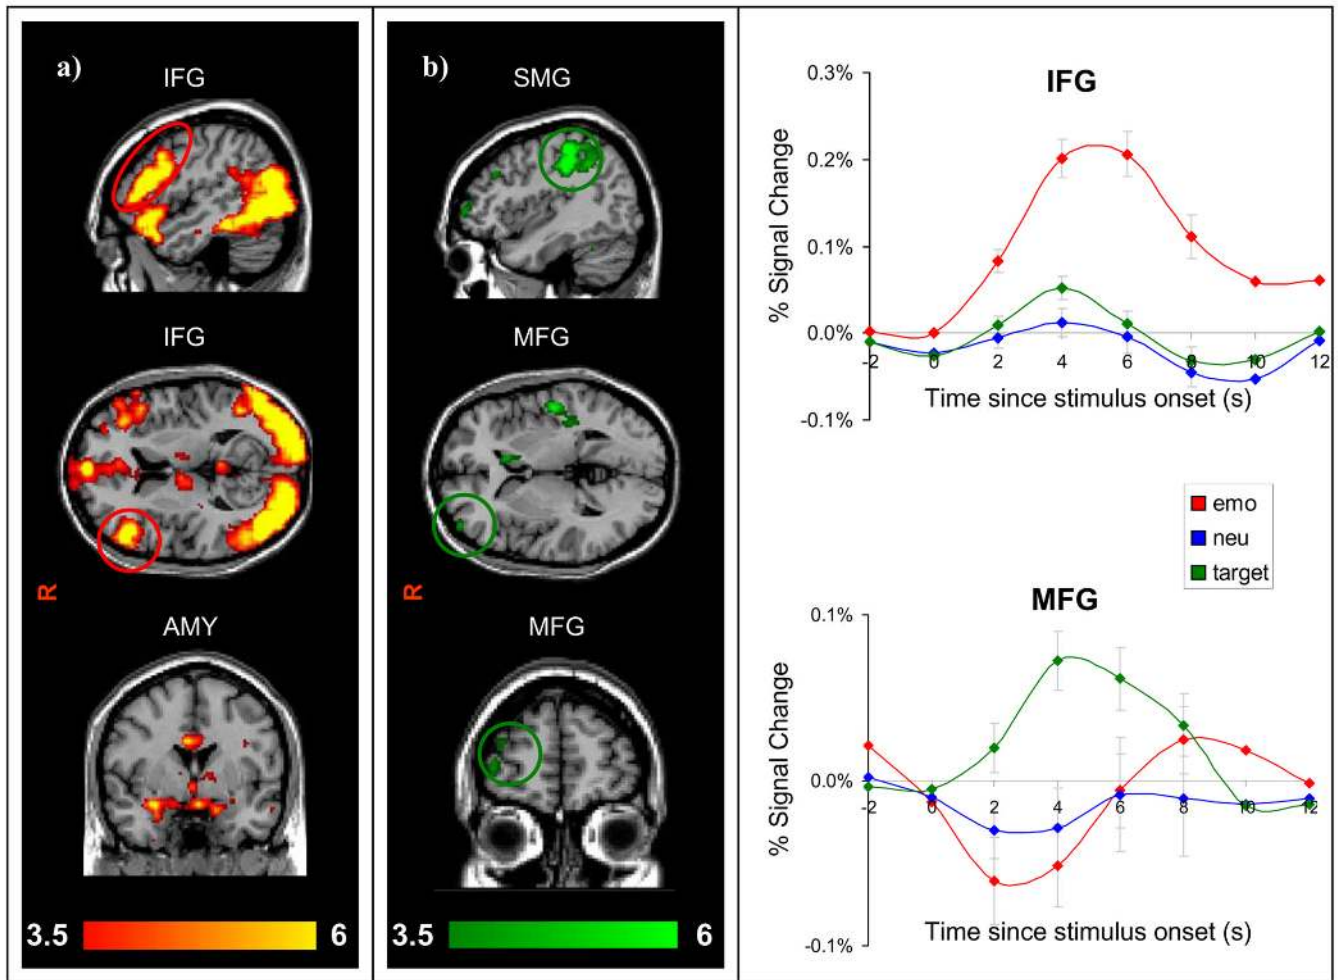 a)
IFG
IFG
R
AMY
3.5 6
b)
SMG
MFG
R
MFG
3.5 6
IFG
0.3%
0.2%
0.1%
0.0%
-0.1%
% Signal Change
-2 0 2 4 6 8 10 12
Time since stimulus onset (s)
emo
neu
target
MFG
0.1%
0.0%
-0.1%
% Signal Change
-2 0 2 4 6 8 10 12
Time since stimulus onset (s)